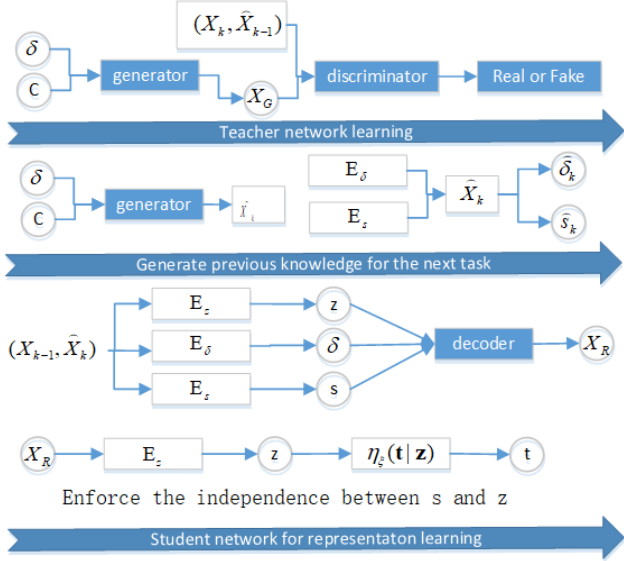 (X_k, X̂_{k-1})
δ
C
generator
X_G
discriminator
Real or Fake
Teacher network learning
δ
C
generator
E_δ
E_s
X̂_k
δ̂_k
ŝ_k
Generate previous knowledge for the next task
(X_{k-1}, X̂_k)
E_z
z
E_δ
δ
E_s
s
decoder
X_R
X_R
E_z
z
η_ξ(t|z)
t
Enforce the independence between s and z
Student network for representaton learning